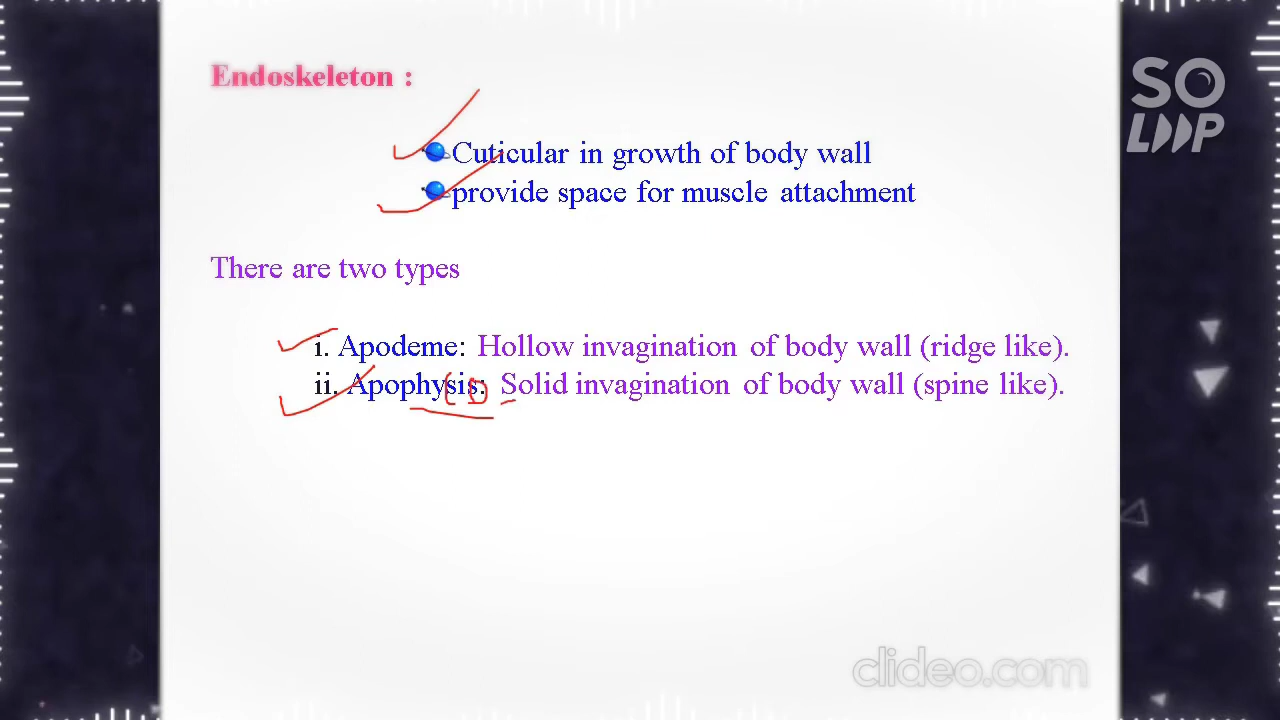 Endoskeleton :
Cuticular in growth of body wall
provide space for muscle attachment
There are two types
i. Apodeme: Hollow invagination of body wall (ridge like).
ii. Apophysis: Solid invagination of body wall (spine like).
SO
LOOP
clideo.com